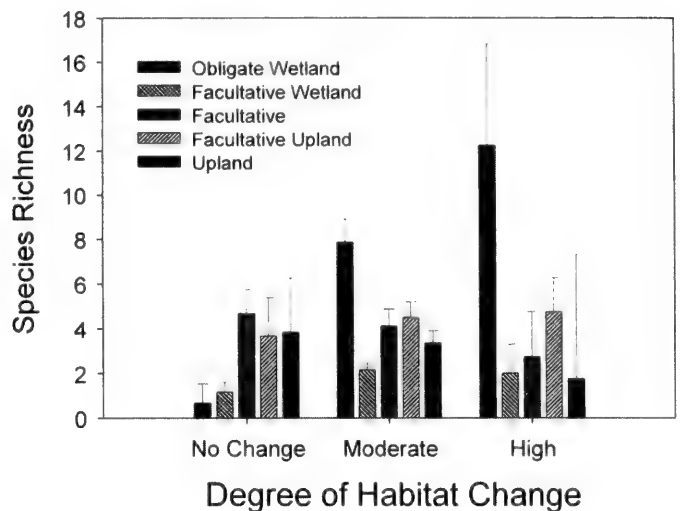 18
16
14
12
10
8
6
4
2
0
Species Richness
Obligate Wetland
Facultative Wetland
Facultative
Facultative Upland
Upland
No Change Moderate High
Degree of Habitat Change